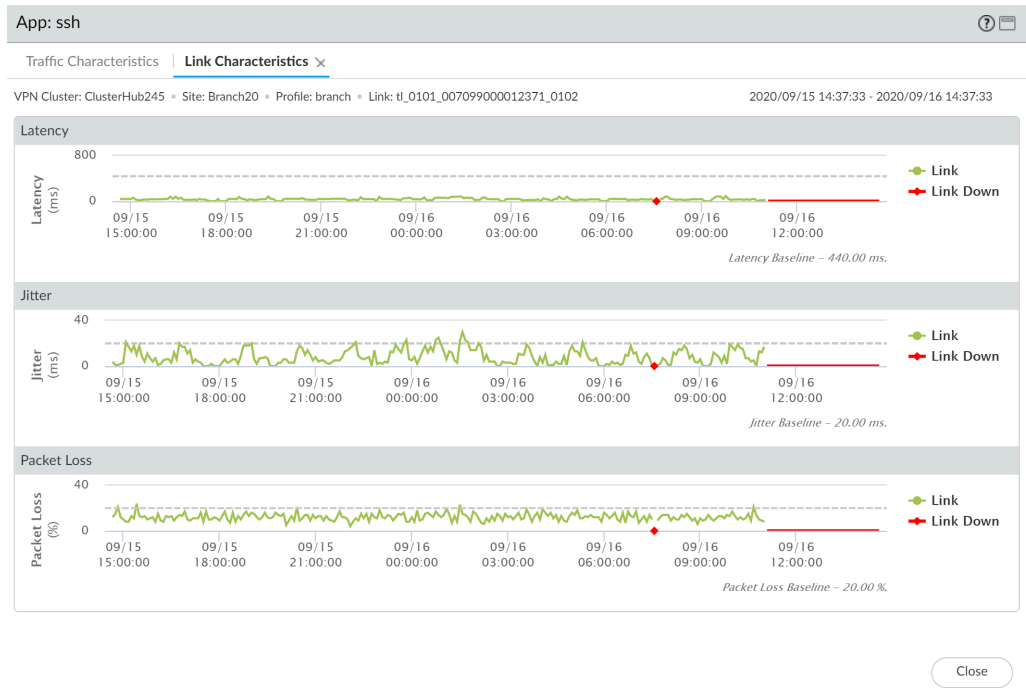 App: ssh
Traffic Characteristics Link Characteristics
VPN Cluster: ClusterHub245 • Site: Branch20 • Profile: branch • Link: tl_0101_007099000012371_0102 2020/09/15 14:37:33 - 2020/09/16 14:37:33
Latency
Latency
(ms)
800
0
09/15 09/15 09/15 09/16 09/16 09/16 09/16 09/16
15:00:00 18:00:00 21:00:00 00:00:00 03:00:00 06:00:00 09:00:00 12:00:00
Link
Link Down
Latency Baseline – 440.00 ms.
Jitter
Jitter
(ms)
40
0
09/15 09/15 09/15 09/16 09/16 09/16 09/16 09/16
15:00:00 18:00:00 21:00:00 00:00:00 03:00:00 06:00:00 09:00:00 12:00:00
Link
Link Down
Jitter Baseline – 20.00 ms.
Packet Loss
Packet Loss
(%)
40
0
09/15 09/15 09/15 09/16 09/16 09/16 09/16 09/16
15:00:00 18:00:00 21:00:00 00:00:00 03:00:00 06:00:00 09:00:00 12:00:00
Link
Link Down
Packet Loss Baseline – 20.00 %.
Close